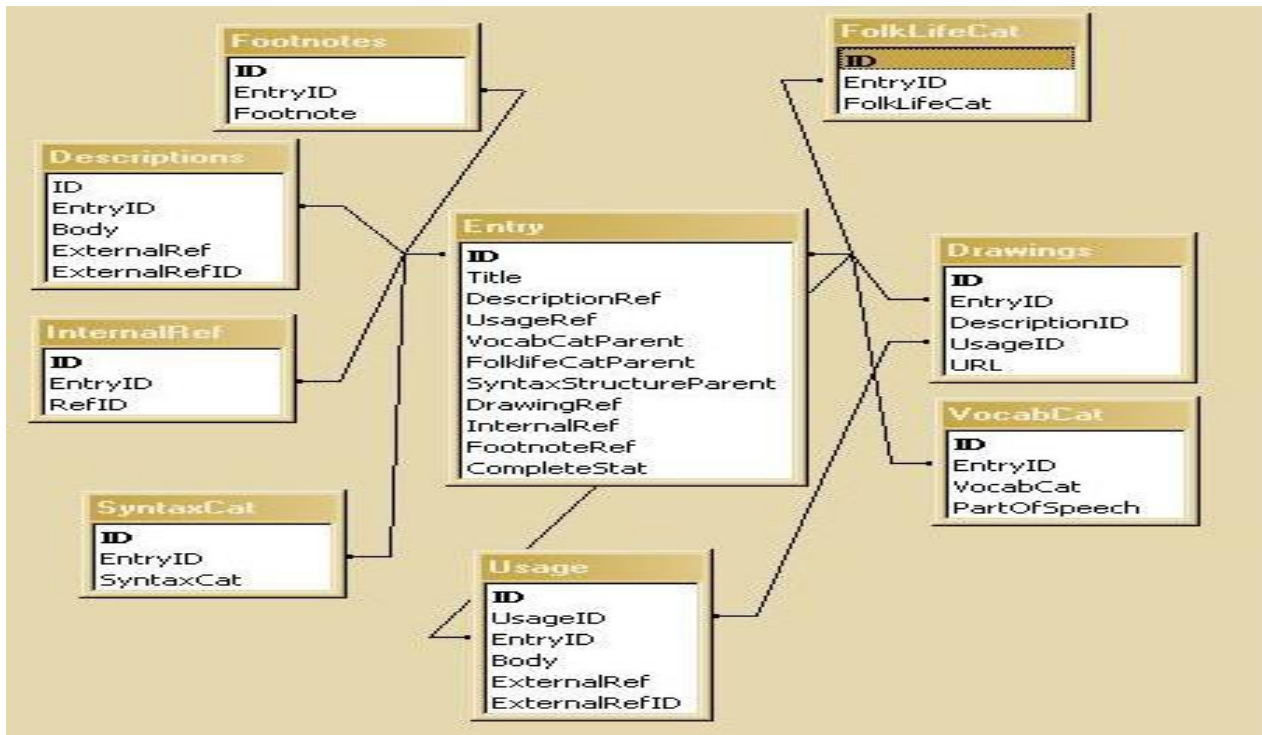 Footnotes
ID
EntryID
Footnote
FolkLifeCat
ID
EntryID
FolkLifeCat
Descriptions
ID
EntryID
Body
ExternalRef
ExternalRefID
Entry
ID
Title
DescriptionRef
UsageRef
VocabCatParent
FolklifeCatParent
SyntaxStructureParent
DrawingRef
InternalRef
FootnoteRef
CompleteStat
Drawings
ID
EntryID
DescriptionID
UsageID
URL
InternalRef
ID
EntryID
RefID
VocabCat
ID
EntryID
VocabCat
PartOfSpeech
SyntaxCat
ID
EntryID
SyntaxCat
Usage
ID
UsageID
EntryID
Body
ExternalRef
ExternalRefID